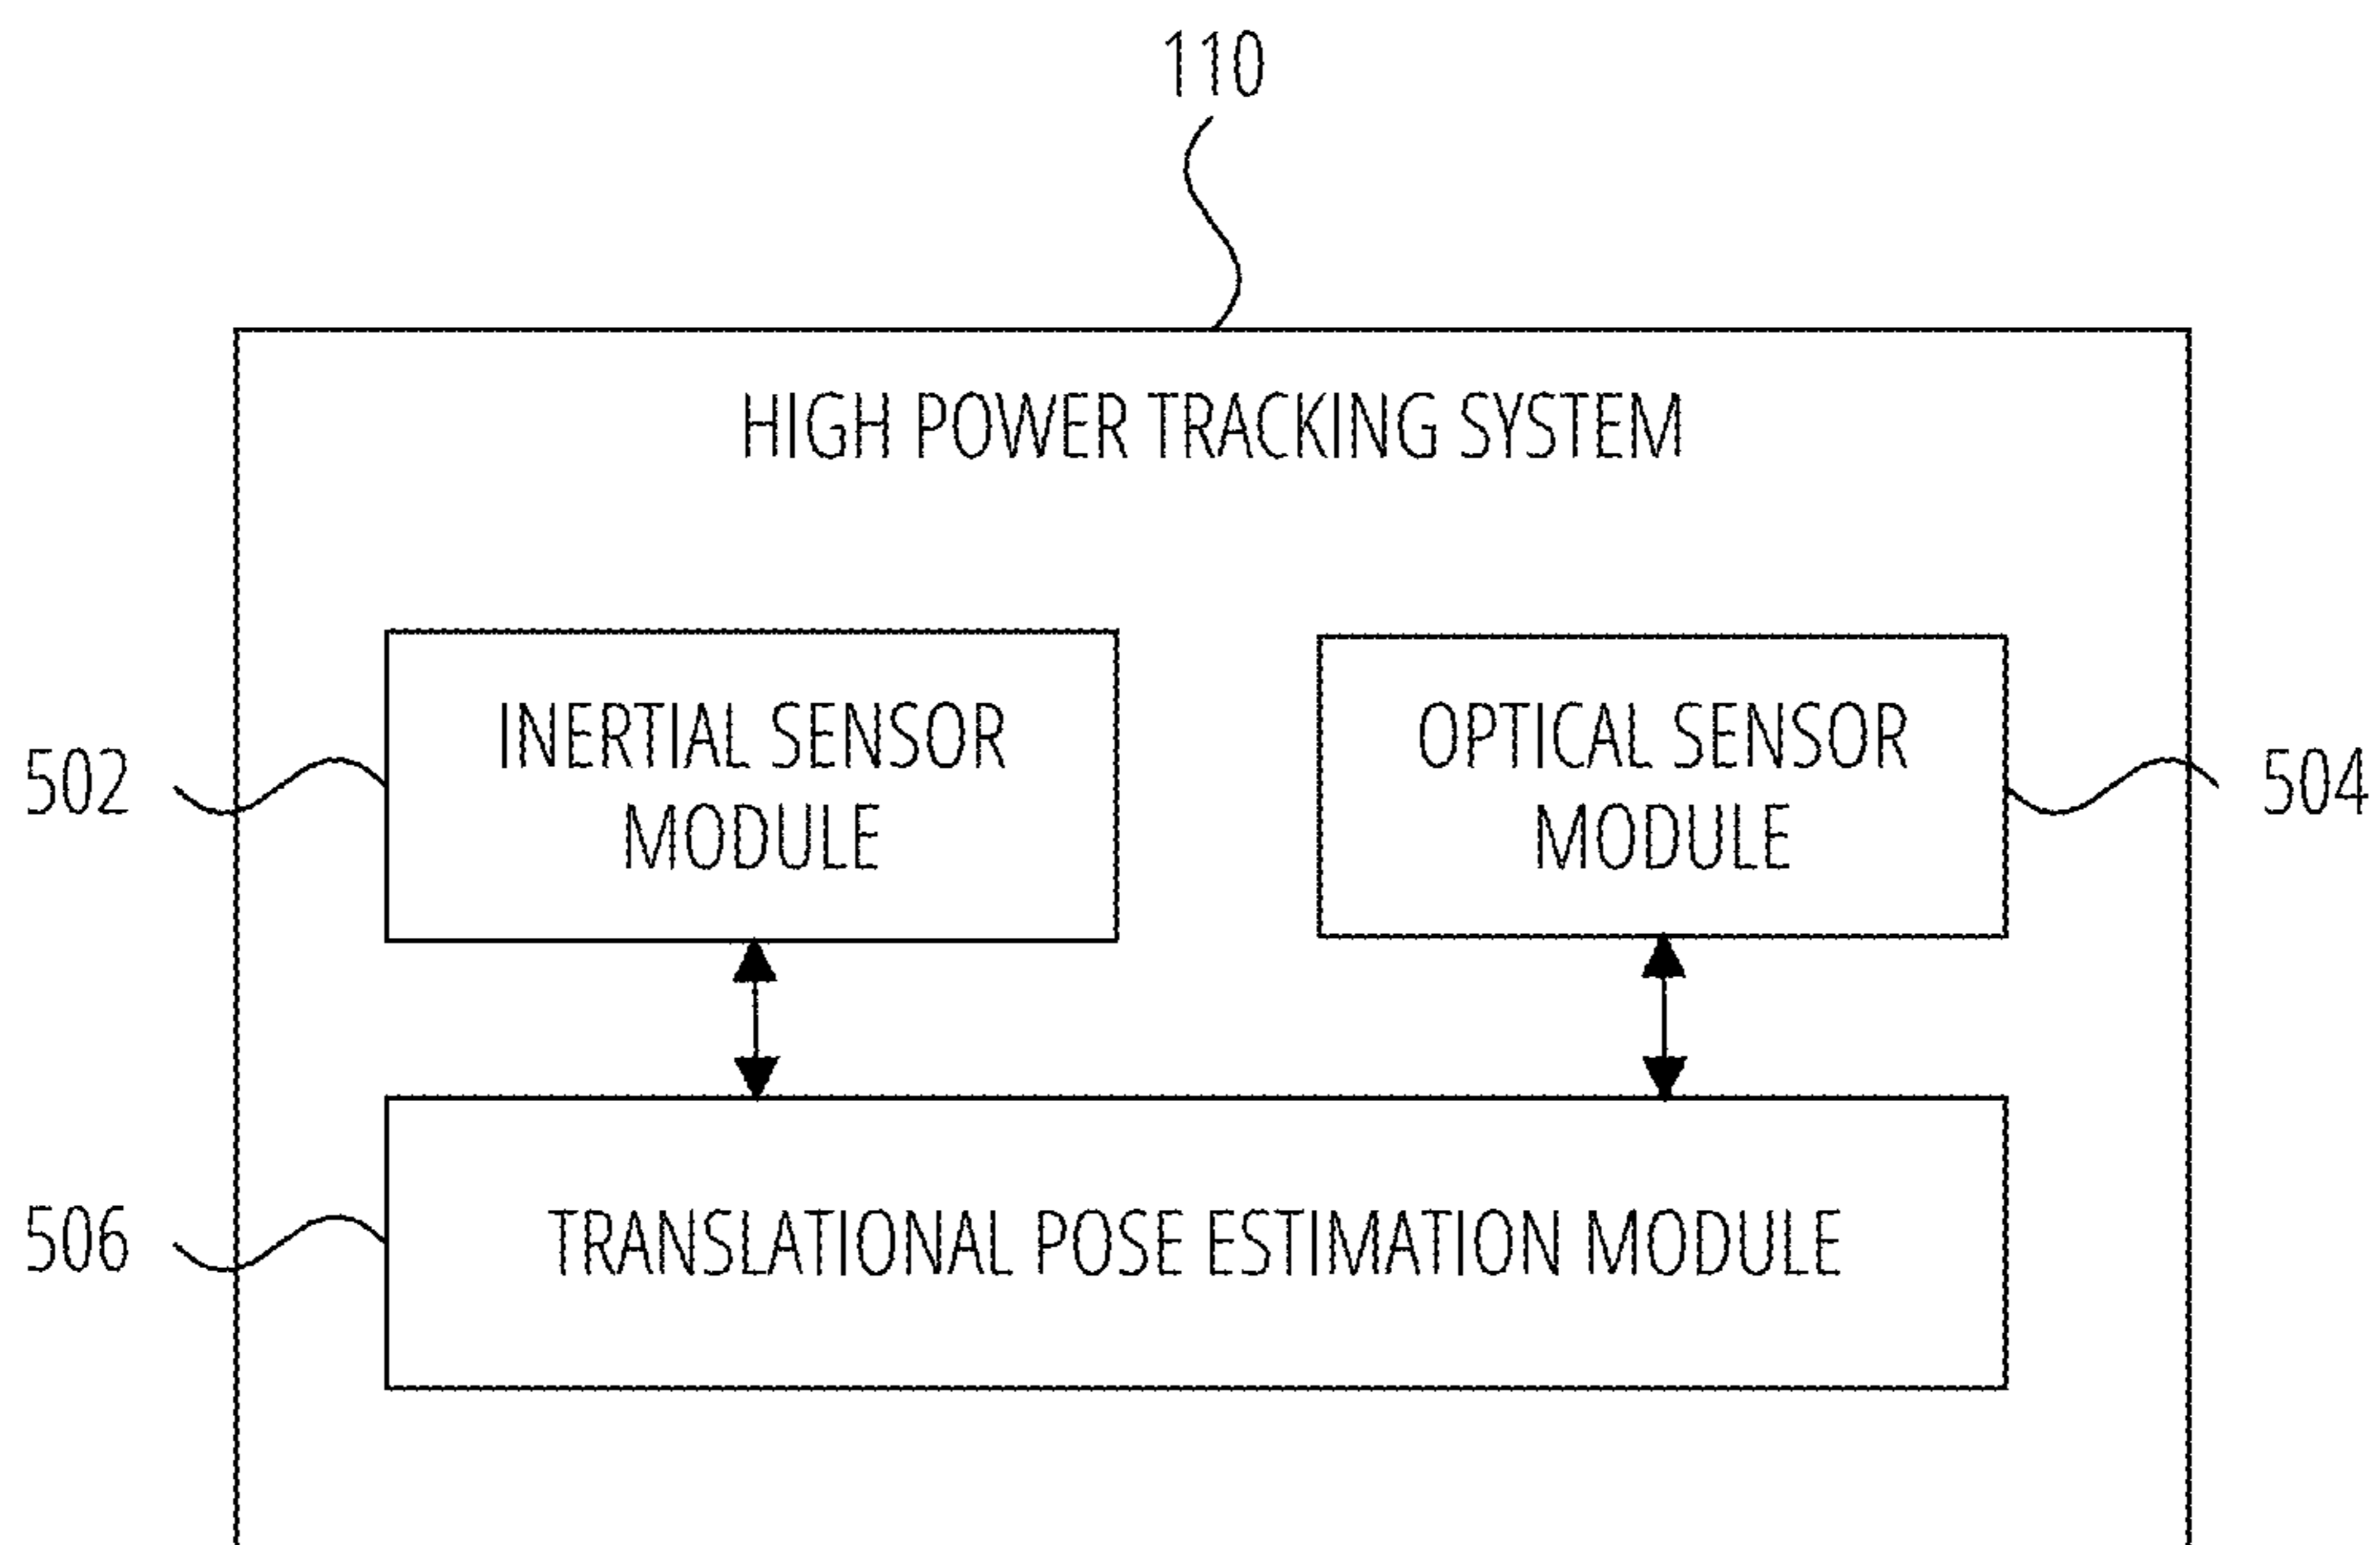 110
HIGH POWER TRACKING SYSTEM
INERTIAL SENSOR
MODULE
OPTICAL SENSOR
MODULE
502
504
506
TRANSLATIONAL POSE ESTIMATION MODULE